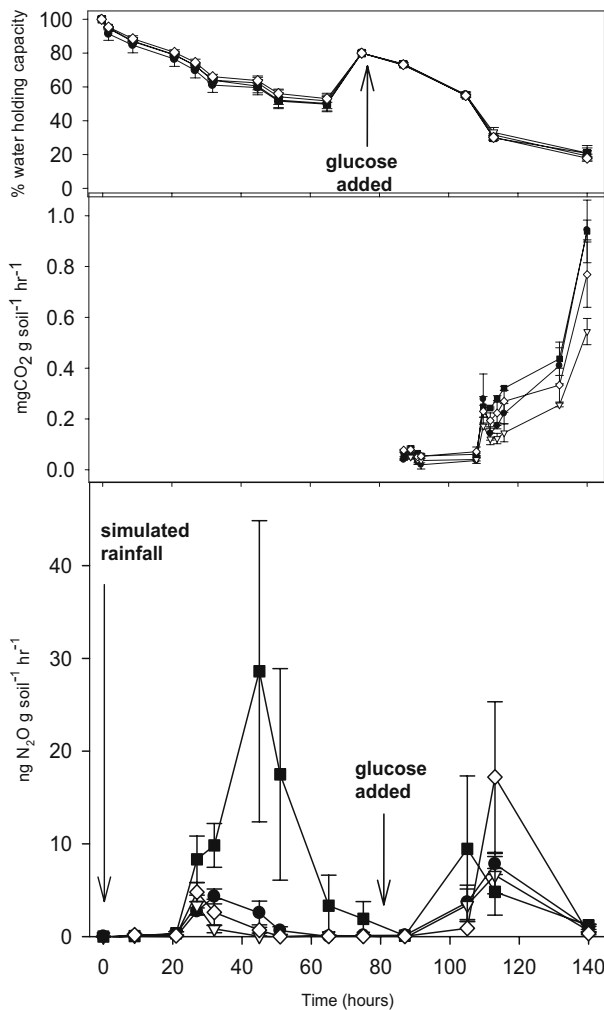 % water holding capacity
100
80
60
40
20
0
glucose
added
mgCO2 g soil-1 hr-1
1.0
0.8
0.6
0.4
0.2
0.0
ng N2O g soil-1 hr-1
40
30
20
10
0
simulated
rainfall
glucose
added
0 20 40 60 80 100 120 140
Time (hours)